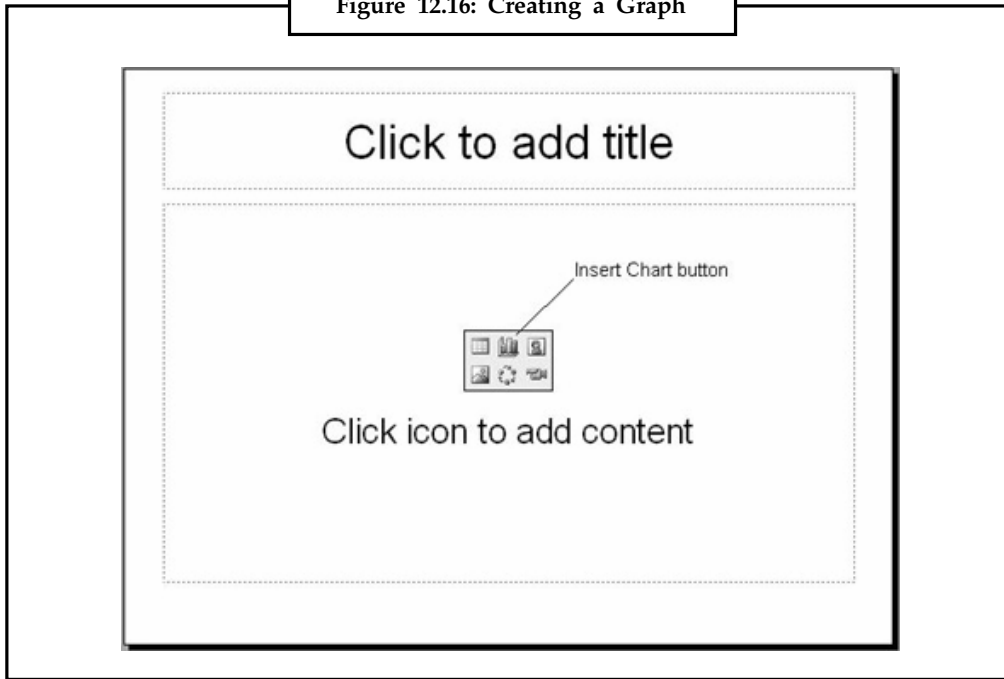 Figure 12.16: Creating a Graph
Click to add title
Insert Chart button
Click icon to add content